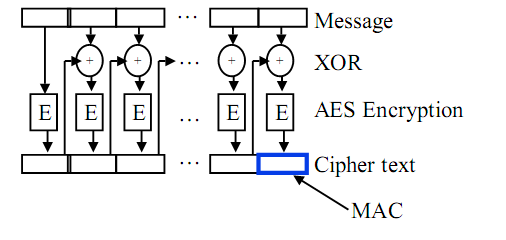 ... Message
+ + ... + + XOR
E E E ... E E AES Encryption
... Cipher text
MAC